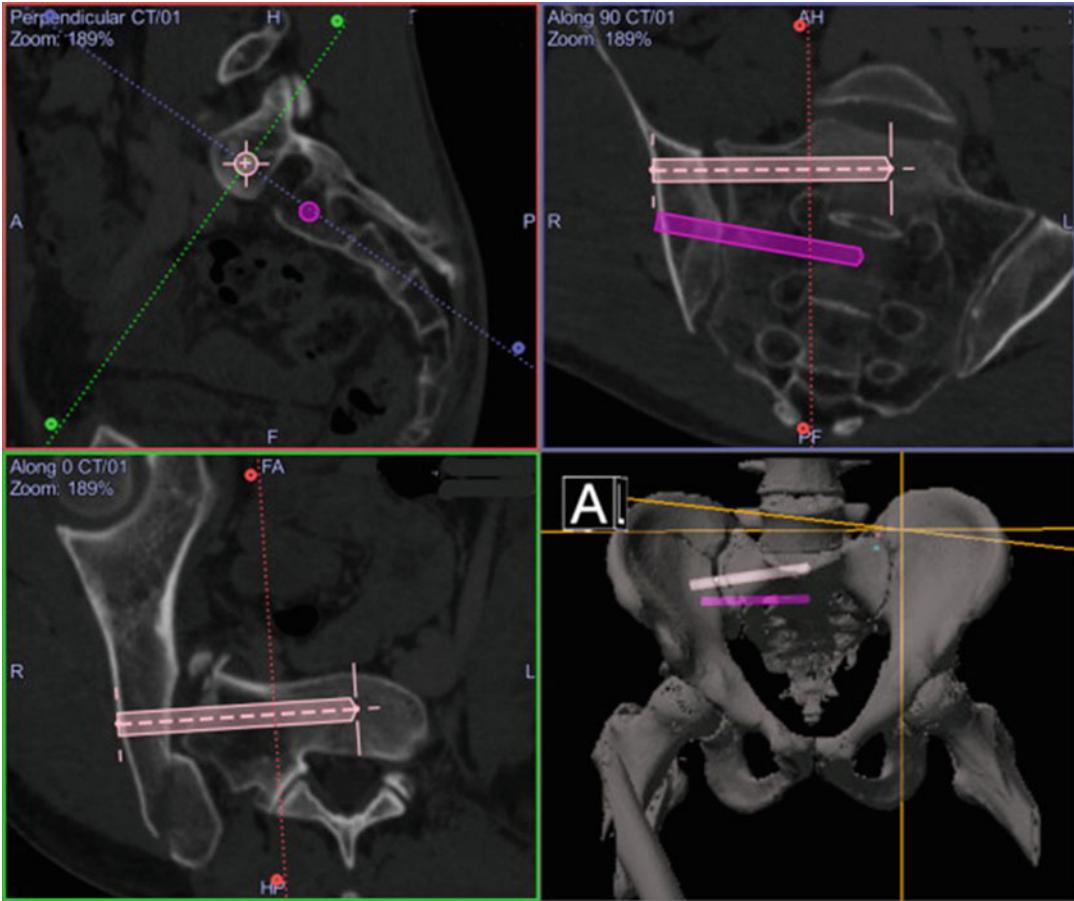 Perpendicular CT/01
Zoom: 189%
H
A
P
F
Along 90 CT/01
Zoom: 189%
AH
R
L
PF
Along 0 CT/01
Zoom: 189%
FA
R
L
HP
A